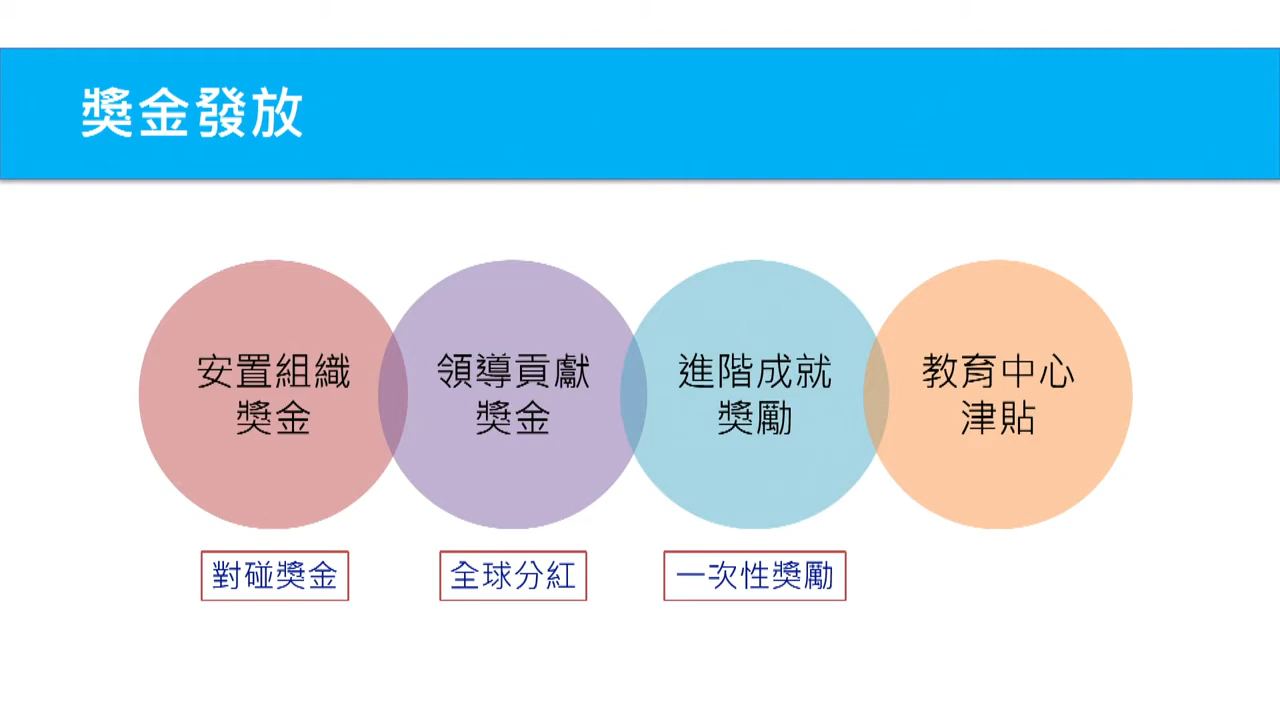 獎金發放
安置組織
獎金
領導貢獻
獎金
進階成就
獎勵
教育中心
津貼
對碰獎金
全球分紅
一次性獎勵